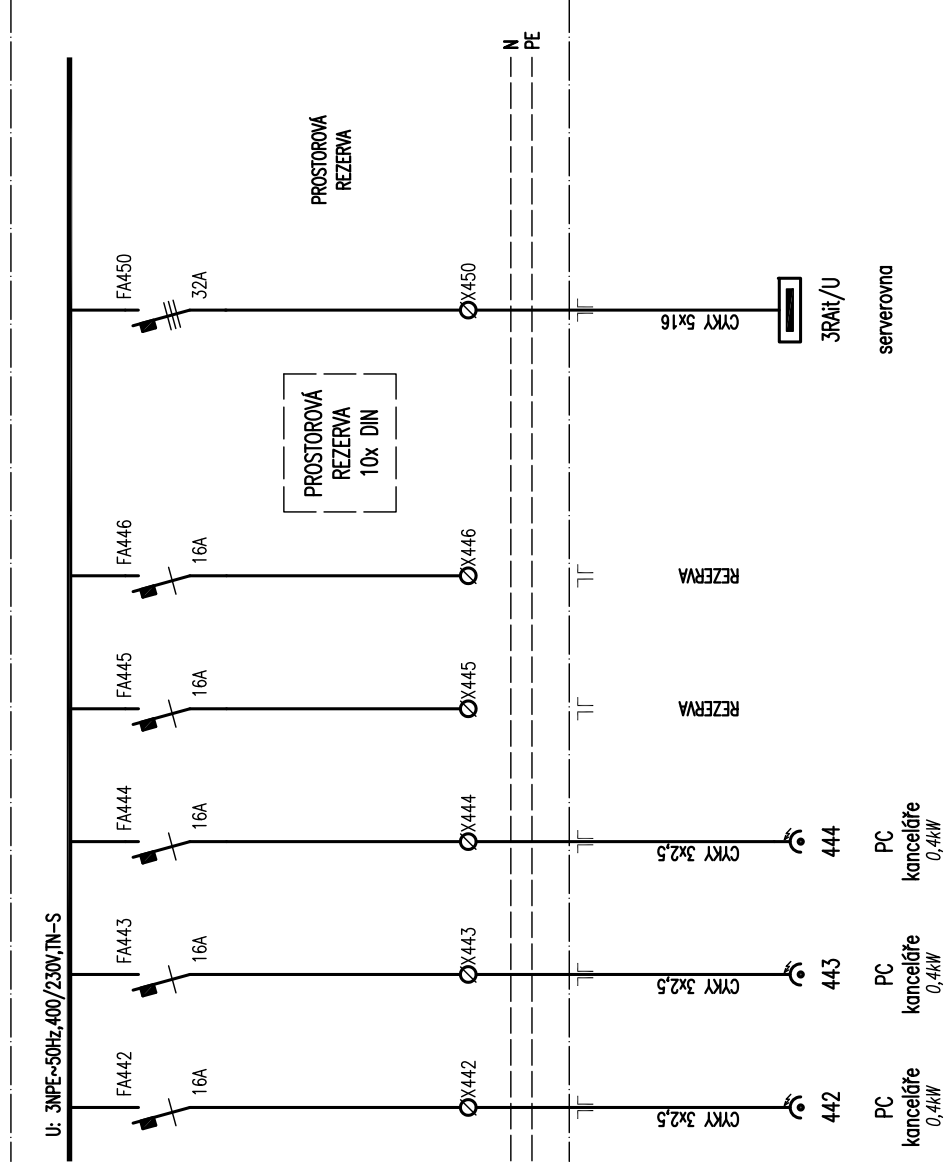 U: 3NPE~50Hz,400/230V,TN-S
N
PE
FA442
16A
X442
CYKY 3x2,5
442
PC
kanceláře
0,4kW
FA443
16A
X443
CYKY 3x2,5
443
PC
kanceláře
0,4kW
FA444
16A
X444
CYKY 3x2,5
444
PC
kanceláře
0,4kW
FA445
16A
X445
REZERVA
FA446
16A
X446
REZERVA
PROSTOROVÁ
REZERVA
10x DIN
FA450
32A
X450
CYKY 5x16
3RAit/U
serverovna
PROSTOROVÁ
REZERVA